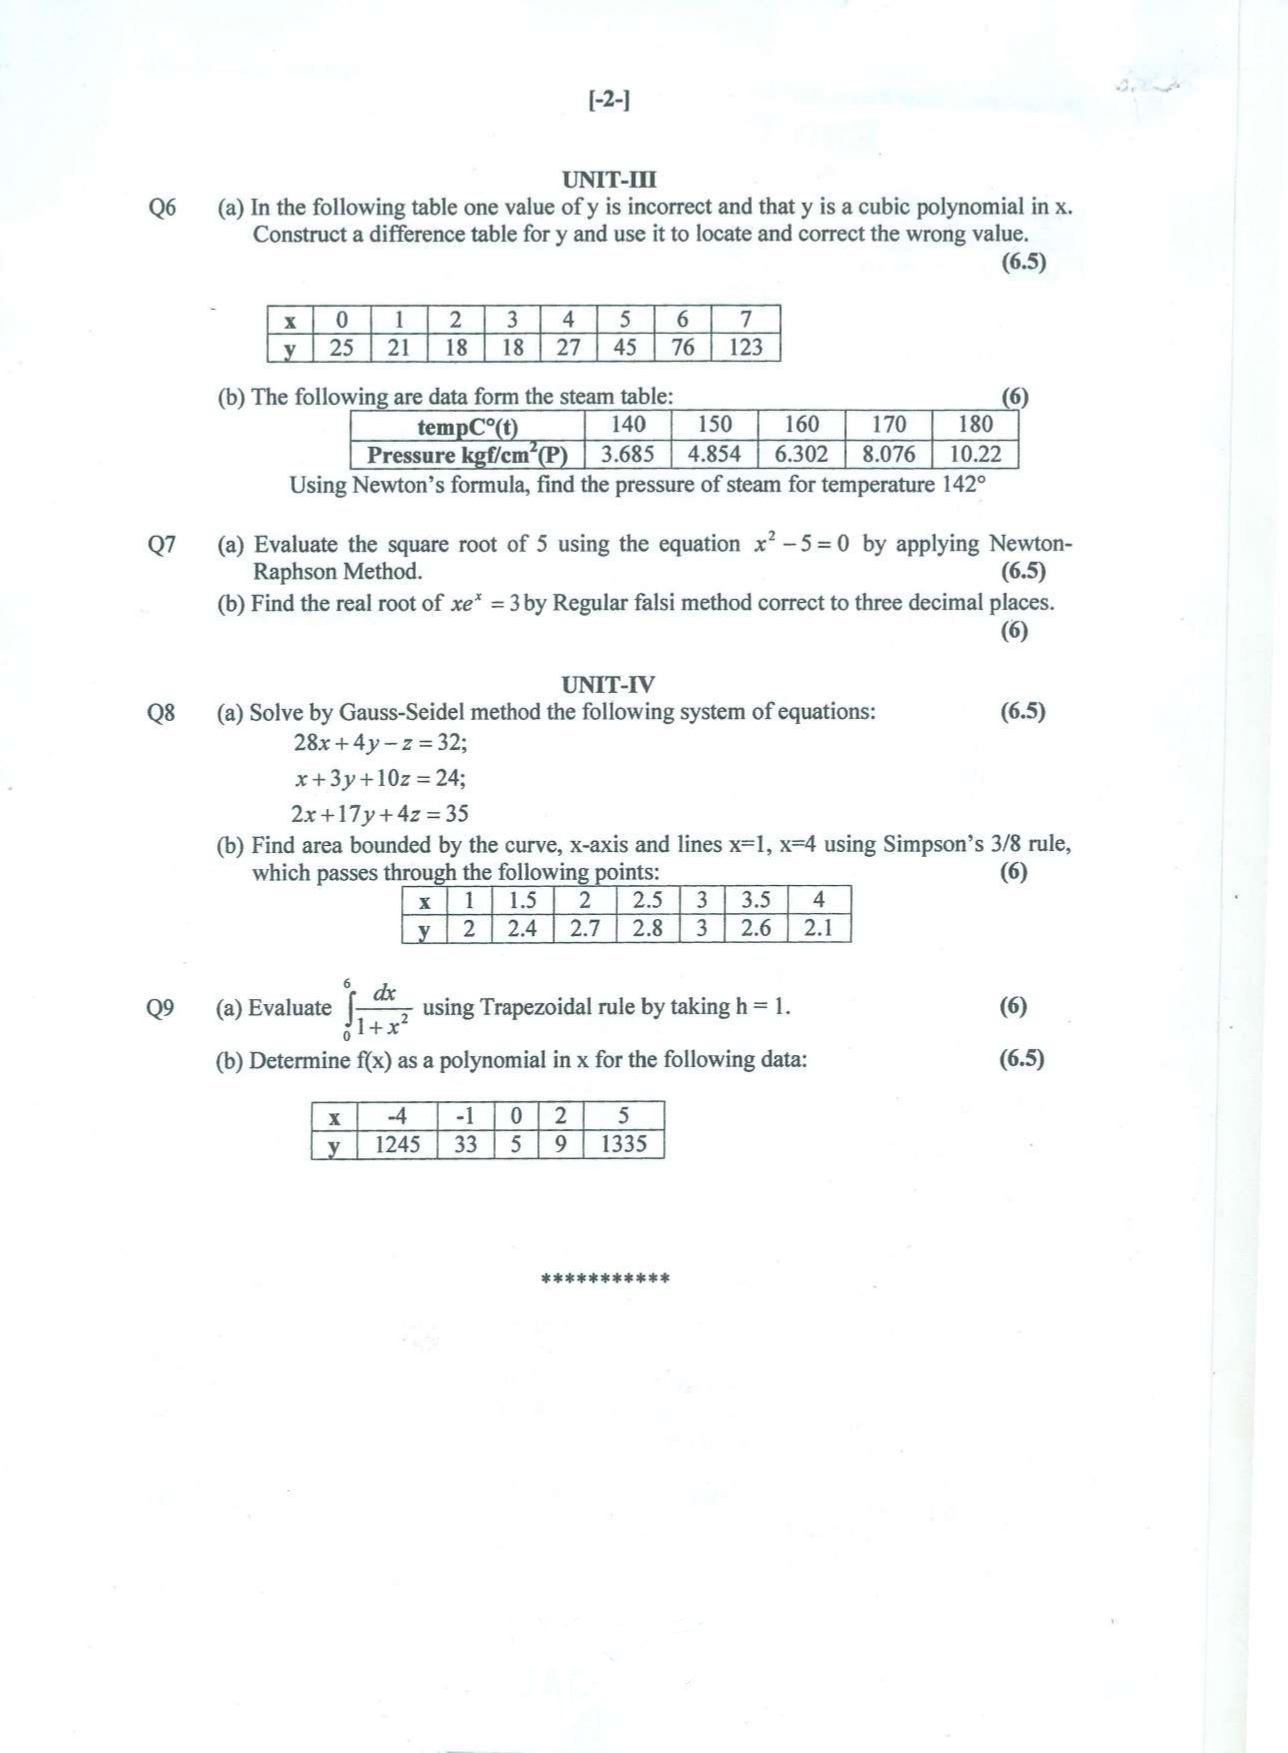 [-2-]
UNIT-III
Q6 (a) In the following table one value of y is incorrect and that y is a cubic polynomial in x.
Construct a difference table for y and use it to locate and correct the wrong value.
(6.5)
x 0 1 2 3 4 5 6 7
y 25 21 18 18 27 45 76 123
(b) The following are data form the steam table: (6)
tempC°(t) 140 150 160 170 180
Pressure kgf/cm²(P) 3.685 4.854 6.302 8.076 10.22
Using Newton's formula, find the pressure of steam for temperature 142°
Q7 (a) Evaluate the square root of 5 using the equation x² – 5 = 0 by applying Newton-
Raphson Method. (6.5)
(b) Find the real root of xeˣ = 3 by Regular falsi method correct to three decimal places.
(6)
UNIT-IV
Q8 (a) Solve by Gauss-Seidel method the following system of equations: (6.5)
28x + 4y – z = 32;
x + 3y + 10z = 24;
2x + 17y + 4z = 35
(b) Find area bounded by the curve, x-axis and lines x=1, x=4 using Simpson's 3/8 rule,
which passes through the following points: (6)
x 1 1.5 2 2.5 3 3.5 4
y 2 2.4 2.7 2.8 3 2.6 2.1
Q9 (a) Evaluate ∫₀⁶ dx/(1+x²) using Trapezoidal rule by taking h = 1. (6)
(b) Determine f(x) as a polynomial in x for the following data: (6.5)
x -4 -1 0 2 5
y 1245 33 5 9 1335
***********